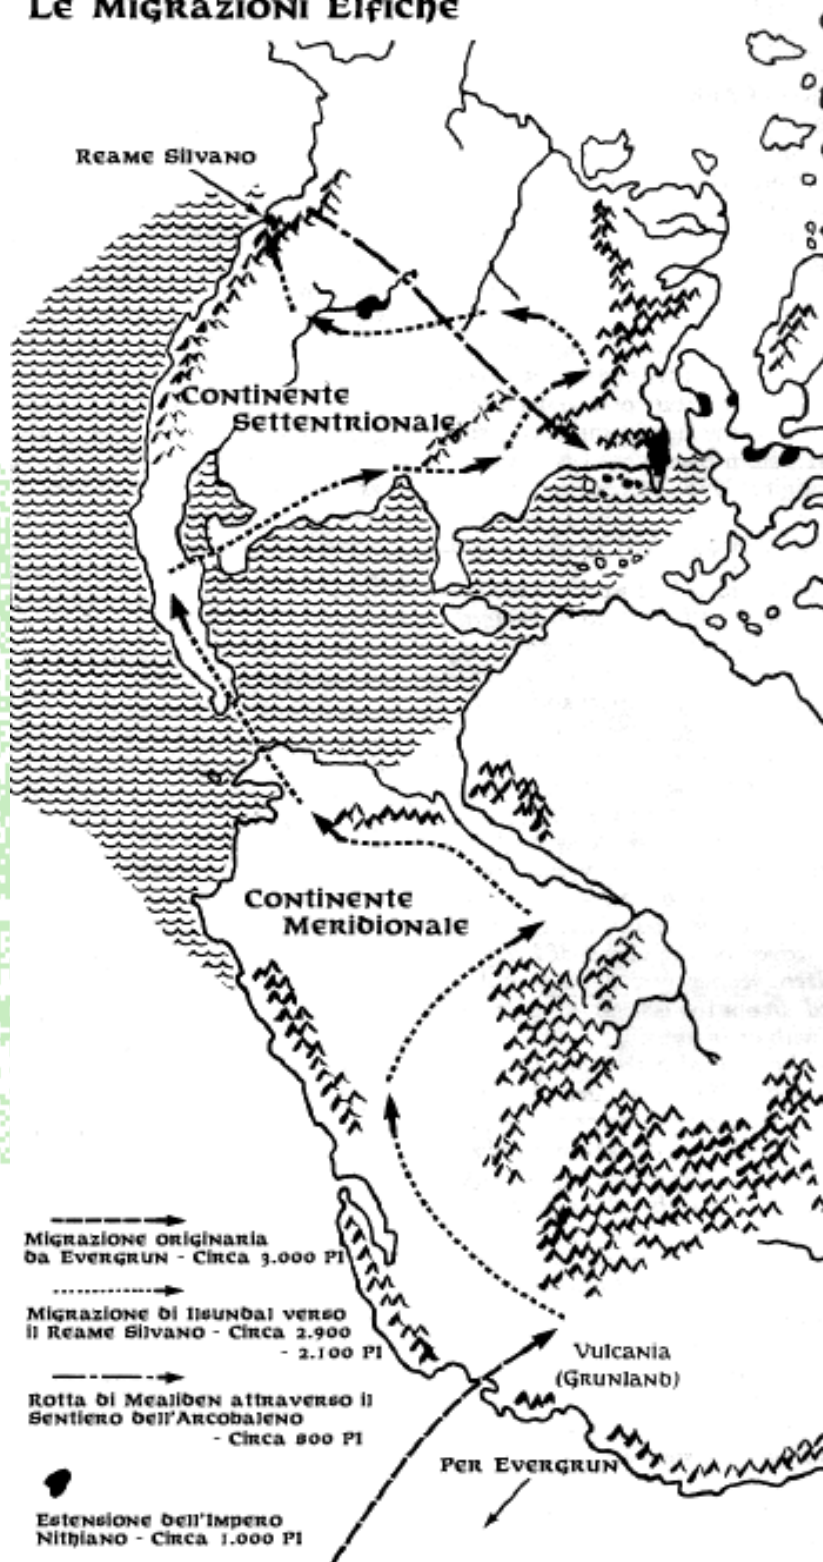 Le Migrazioni Elfiche
Reame Silvano
Continente
Settentrionale
Continente
Meridionale
Migrazione originaria
da Evergrun - Circa 3.000 PI
Migrazione di Ilsundal verso
il Reame Silvano - Circa 2.900
- 2.100 PI
Rotta di Mealiden attraverso il
Sentiero dell'Arcobaleno
- Circa 800 PI
Estensione dell'Impero
Nithiano - Circa 1.000 PI
Vulcania
(Grunland)
Per Evergrun